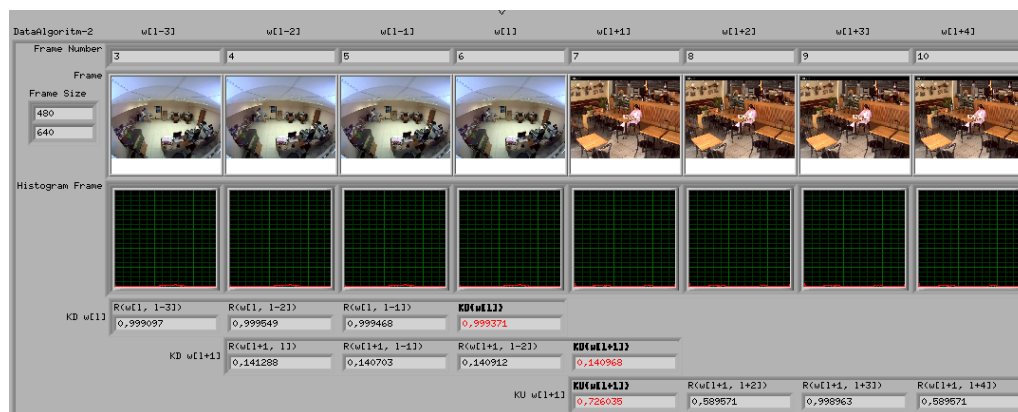 DataAlgoritm-2 w[l-3] w[l-2] w[l-1] w[l] w[l+1] w[l+2] w[l+3] w[l+4]
Frame Number 3 4 5 6 7 8 9 10
Frame
Frame Size
480
640
Histogram Frame
R(w[l, l-3]) R(w[l, l-2]) R(w[l, l-1]) KD(w[l])
KD w[l] 0,999097 0,999549 0,999468 0,999371
R(w[l+1, l]) R(w[l+1, l-1]) R(w[l+1, l-2]) KD(w[l+1])
KD w[l+1] 0,141288 0,140703 0,140912 0,140968
KU(w[l+1]) R(w[l+1, l+2]) R(w[l+1, l+3]) R(w[l+1, l+4])
KU w[l+1] 0,726035 0,589571 0,998963 0,589571